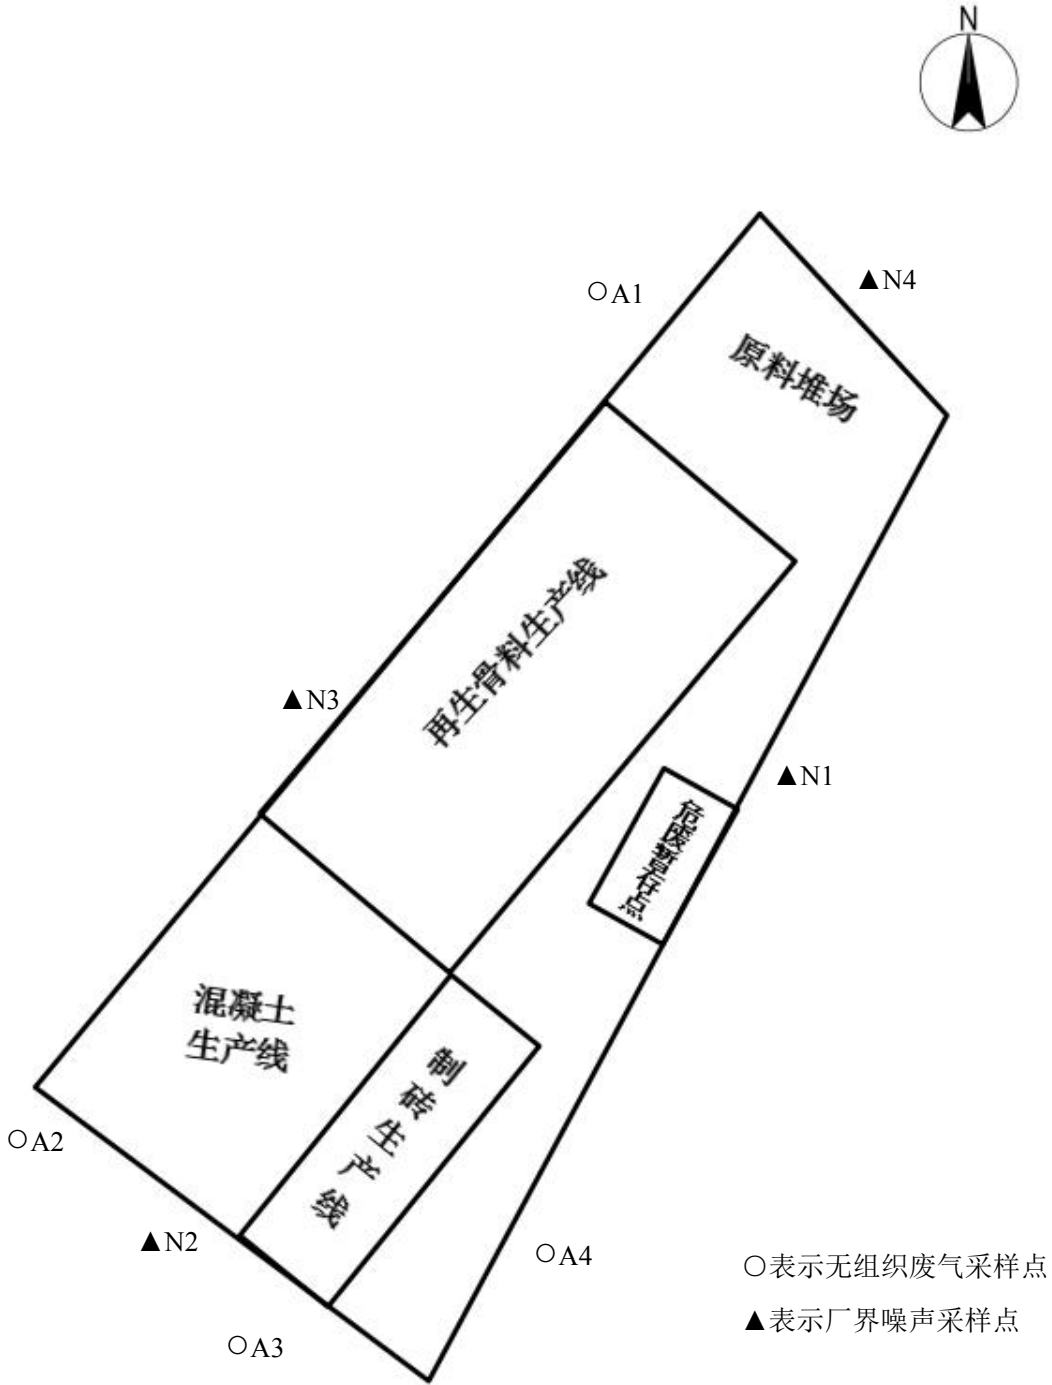 N
▲N4
○A1
原料堆场
再生骨料生产线
▲N3
▲N1
危废暂存点
混凝土
生产线
制砖生产线
○A2
▲N2
○A4
○表示无组织废气采样点
▲表示厂界噪声采样点
○A3